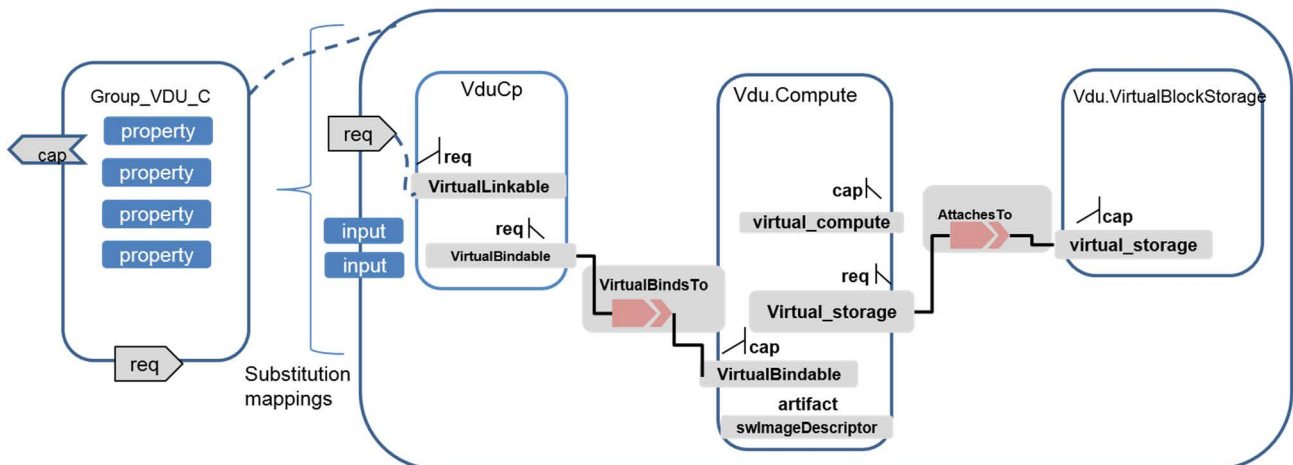 Group_VDU_C
property
property
property
property
cap
req
Substitution
mappings
req
input
input
VduCp
req
VirtualLinkable
req
VirtualBindable
VirtualBindsTo
Vdu.Compute
cap
virtual_compute
req
Virtual_storage
cap
VirtualBindable
artifact
swImageDescriptor
AttachesTo
Vdu.VirtualBlockStorage
cap
virtual_storage